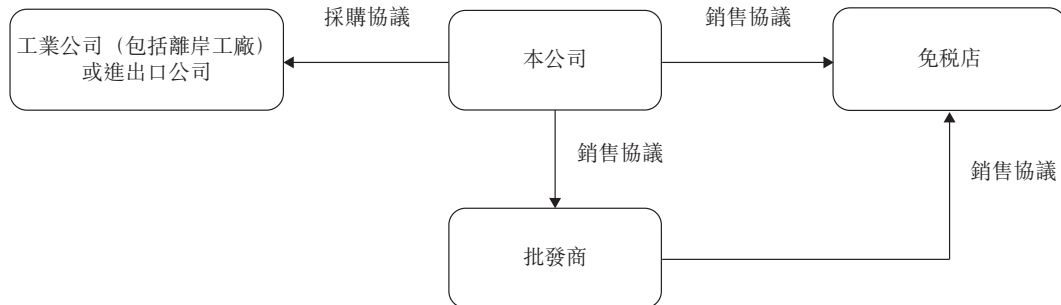 採購協議
銷售協議
工業公司（包括離岸工廠）
或進出口公司
本公司
免税店
銷售協議
銷售協議
批發商